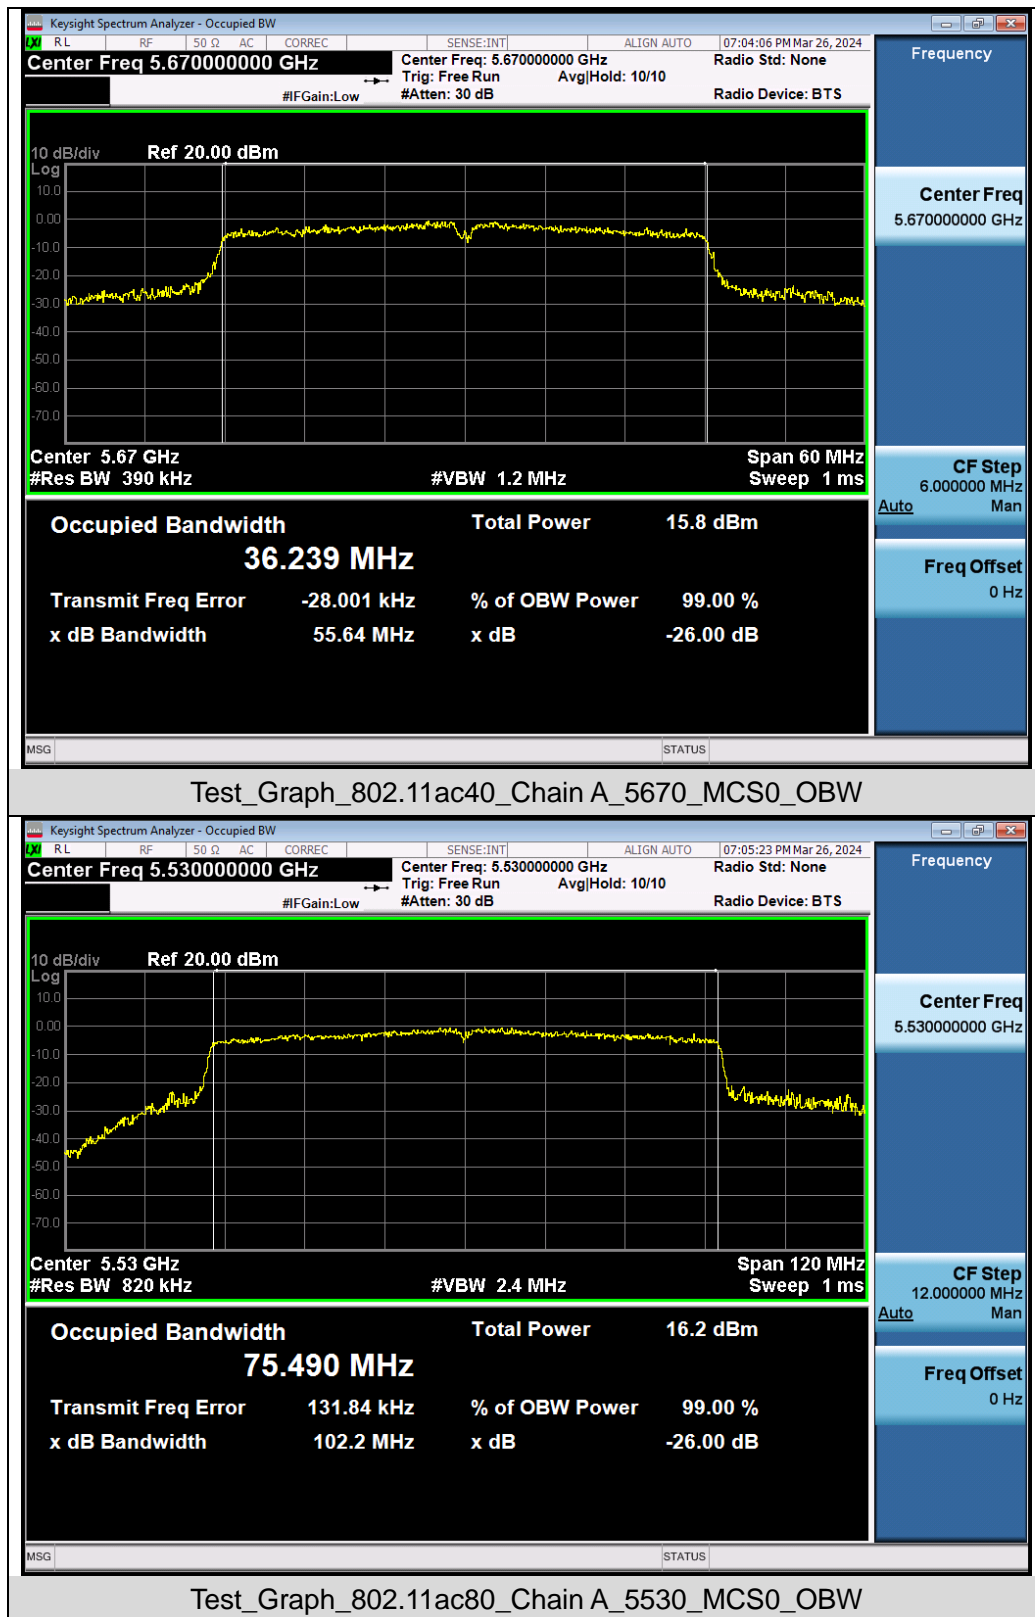 Keysight Spectrum Analyzer - Occupied BW
LXI RL RF 50 Ω AC CORREC SENSE:INT ALIGN AUTO 07:04:06 PM Mar 26, 2024
Center Freq 5.670000000 GHz Center Freq: 5.670000000 GHz Radio Std: None
Trig: Free Run Avg|Hold: 10/10
#IFGain:Low #Atten: 30 dB Radio Device: BTS
Frequency
10 dB/div Ref 20.00 dBm
Log
10.0
0.00
-10.0
-20.0
-30.0
-40.0
-50.0
-60.0
-70.0
Center 5.67 GHz Span 60 MHz
#Res BW 390 kHz #VBW 1.2 MHz Sweep 1 ms
Center Freq
5.670000000 GHz
CF Step
6.000000 MHz
Auto Man
Freq Offset
0 Hz
Occupied Bandwidth Total Power 15.8 dBm
36.239 MHz
Transmit Freq Error -28.001 kHz % of OBW Power 99.00 %
x dB Bandwidth 55.64 MHz x dB -26.00 dB
MSG STATUS
Test_Graph_802.11ac40_Chain A_5670_MCS0_OBW
Keysight Spectrum Analyzer - Occupied BW
LXI RL RF 50 Ω AC CORREC SENSE:INT ALIGN AUTO 07:05:23 PM Mar 26, 2024
Center Freq 5.530000000 GHz Center Freq: 5.530000000 GHz Radio Std: None
Trig: Free Run Avg|Hold: 10/10
#IFGain:Low #Atten: 30 dB Radio Device: BTS
Frequency
10 dB/div Ref 20.00 dBm
Log
10.0
0.00
-10.0
-20.0
-30.0
-40.0
-50.0
-60.0
-70.0
Center 5.53 GHz Span 120 MHz
#Res BW 820 kHz #VBW 2.4 MHz Sweep 1 ms
Center Freq
5.530000000 GHz
CF Step
12.000000 MHz
Auto Man
Freq Offset
0 Hz
Occupied Bandwidth Total Power 16.2 dBm
75.490 MHz
Transmit Freq Error 131.84 kHz % of OBW Power 99.00 %
x dB Bandwidth 102.2 MHz x dB -26.00 dB
MSG STATUS
Test_Graph_802.11ac80_Chain A_5530_MCS0_OBW